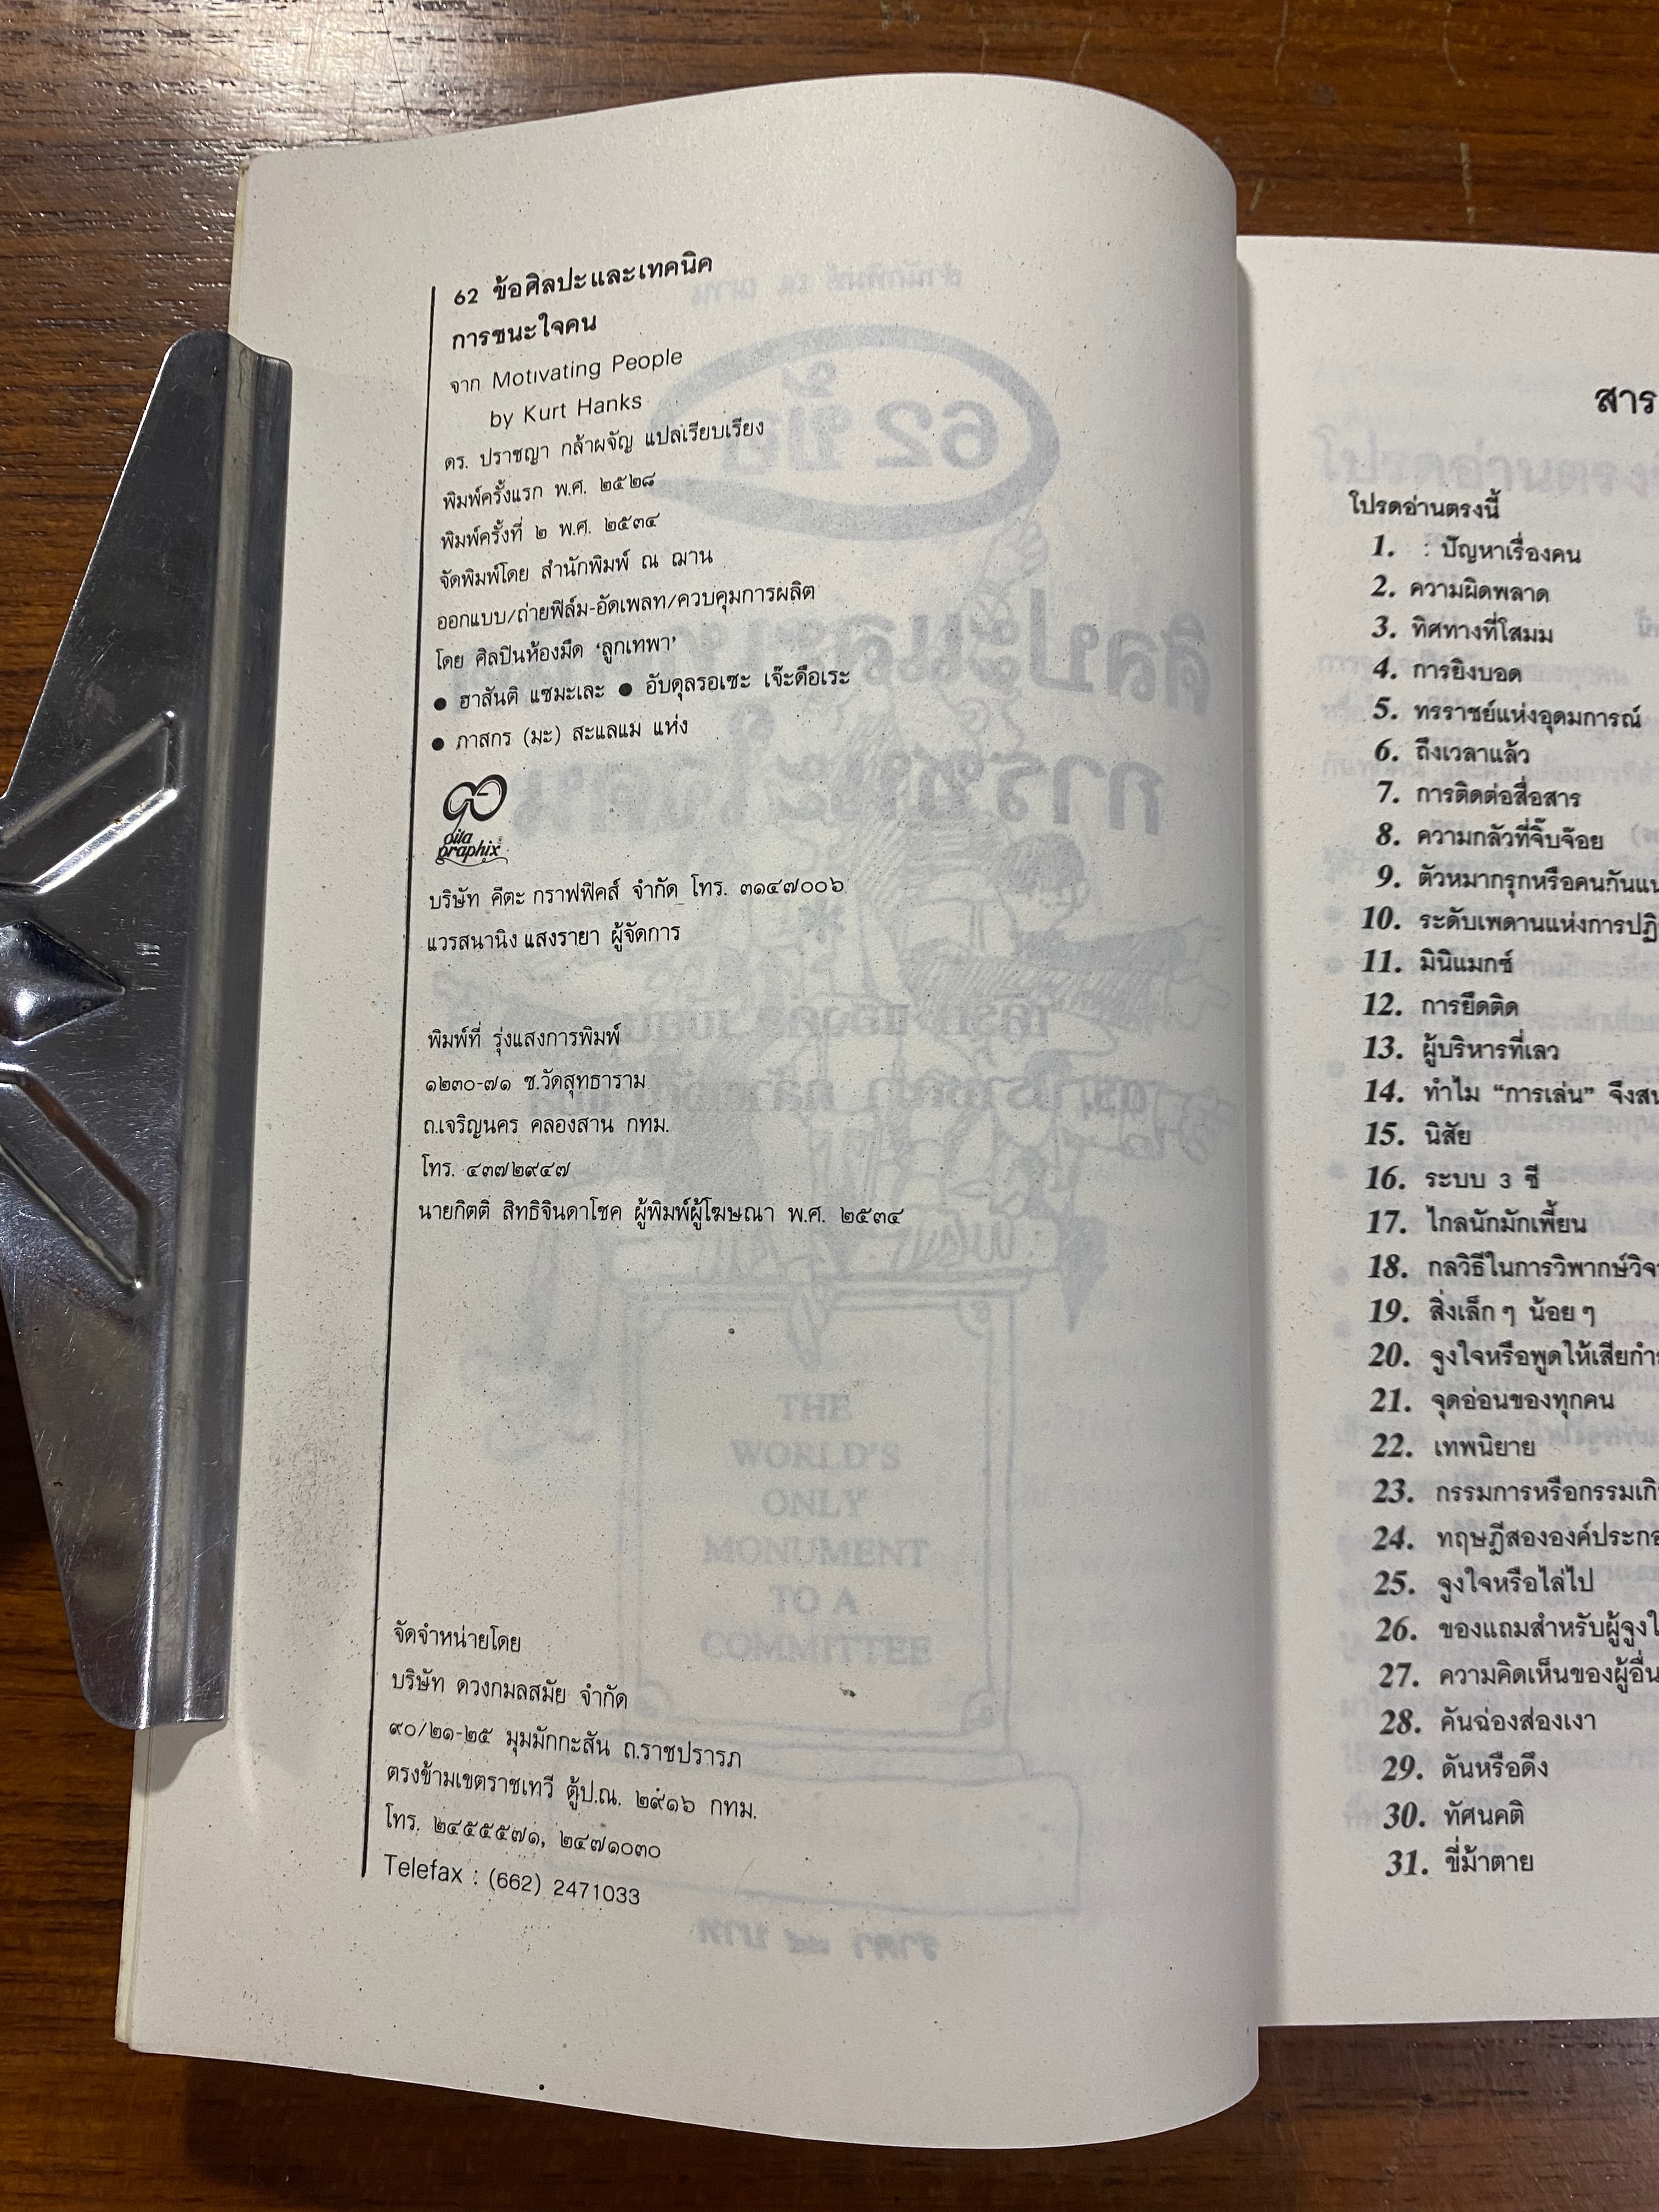 62 ข้อศิลปะและเทคนิค
การชนะใจคน
จาก Motivating People
by Kurt Hanks
ดร. ปราชญา กล้าผจัญ แปลเรียบเรียง
พิมพ์ครั้งแรก พ.ศ. ๒๕๒๘
พิมพ์ครั้งที่ ๒ พ.ศ. ๒๕๓๔
จัดพิมพ์โดย สำนักพิมพ์ ณ ฌาน
ออกแบบ/ถ่ายฟิล์ม-อัดเพลท/ควบคุมการผลิต
โดย ศิลปินห้องมืด ‘ลูกเทพา’
● ฮาสันติ แซมะเละ ● อับดุลรอเซะ เจ๊ะดือเระ
● ภาสกร (มะ) สะแลแม แห่ง
graphix
บริษัท คีตะ กราฟฟิคส์ จำกัด โทร. ๓๑๔๗๐๐๖
แวรสนานิง แสงรายา ผู้จัดการ
พิมพ์ที่ รุ่งแสงการพิมพ์
๑๒๓๐-๗๑ ซ.วัดสุทธาราม
ถ.เจริญนคร คลองสาน กทม.
โทร. ๔๓๗๒๙๔๗
นายกิตติ สิทธิจินดาโชค ผู้พิมพ์ผู้โฆษณา พ.ศ. ๒๕๓๔
จัดจำหน่ายโดย
บริษัท ดวงกมลสมัย จำกัด
๙๐/๒๑-๒๕ มุมมักกะสัน ถ.ราชปรารภ
ตรงข้ามเขตราชเทวี ตู้ป.ณ. ๒๙๑๖ กทม.
โทร. ๒๔๕๕๕๗๑, ๒๔๗๑๐๓๐
Telefax : (662) 2471033
สาร
โปรดอ่านตรงนี้
1. : ปัญหาเรื่องคน
2. ความผิดพลาด
3. ทิศทางที่โสมม
4. การยิงบอด
5. ทรราชย์แห่งอุดมการณ์
6. ถึงเวลาแล้ว
7. การติดต่อสื่อสาร
8. ความกลัวที่จิ๊บจ้อย
9. ตัวหมากรุกหรือคนกันแน
10. ระดับเพดานแห่งการปฏิ
11. มินิแมกซ์
12. การยึดติด
13. ผู้บริหารที่เลว
14. ทำไม “การเล่น” จึงสน
15. นิสัย
16. ระบบ 3 ซี
17. ไกลนักมักเพี้ยน
18. กลวิธีในการวิพากษ์วิจา
19. สิ่งเล็ก ๆ น้อย ๆ
20. จูงใจหรือพูดให้เสียกำ
21. จุดอ่อนของทุกคน
22. เทพนิยาย
23. กรรมการหรือกรรมเกิ
24. ทฤษฎีสององค์ประกอ
25. จูงใจหรือไล่ไป
26. ของแถมสำหรับผู้จูงใ
27. ความคิดเห็นของผู้อื่น
28. คันฉ่องส่องเงา
29. ดันหรือดึง
30. ทัศนคติ
31. ขี่ม้าตาย